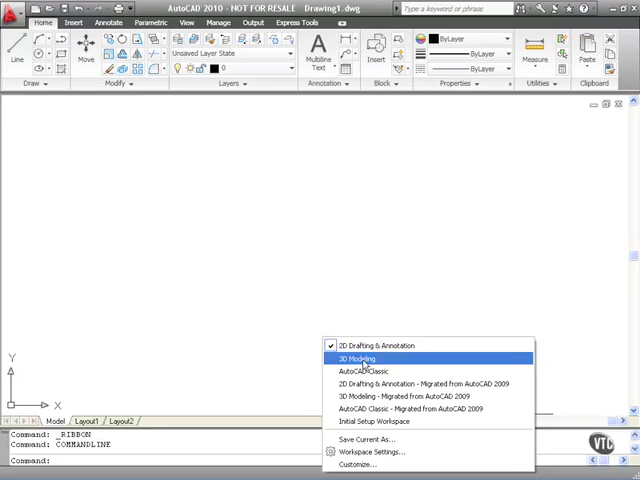 AutoCAD 2010 - NOT FOR RESALE Drawing1.dwg
Type a keyword or phrase
Home Insert Annotate Parametric View Manage Output Express Tools
Line
Move
Unsaved Layer State
0
Multiline
Text
Insert
ByLayer
ByLayer
ByLayer
Measure
Paste
Draw Modify Layers Annotation Block Properties Utilities Clipboard
2D Drafting & Annotation
3D Modeling
AutoCAD Classic
2D Drafting & Annotation - Migrated from AutoCAD 2009
3D Modeling - Migrated from AutoCAD 2009
AutoCAD Classic - Migrated from AutoCAD 2009
Initial Setup Workspace
Save Current As...
Workspace Settings...
Customize...
Y
X
Model Layout1 Layout2
Command: _RIBBON
Command: COMMANDLINE
Command:
VTC